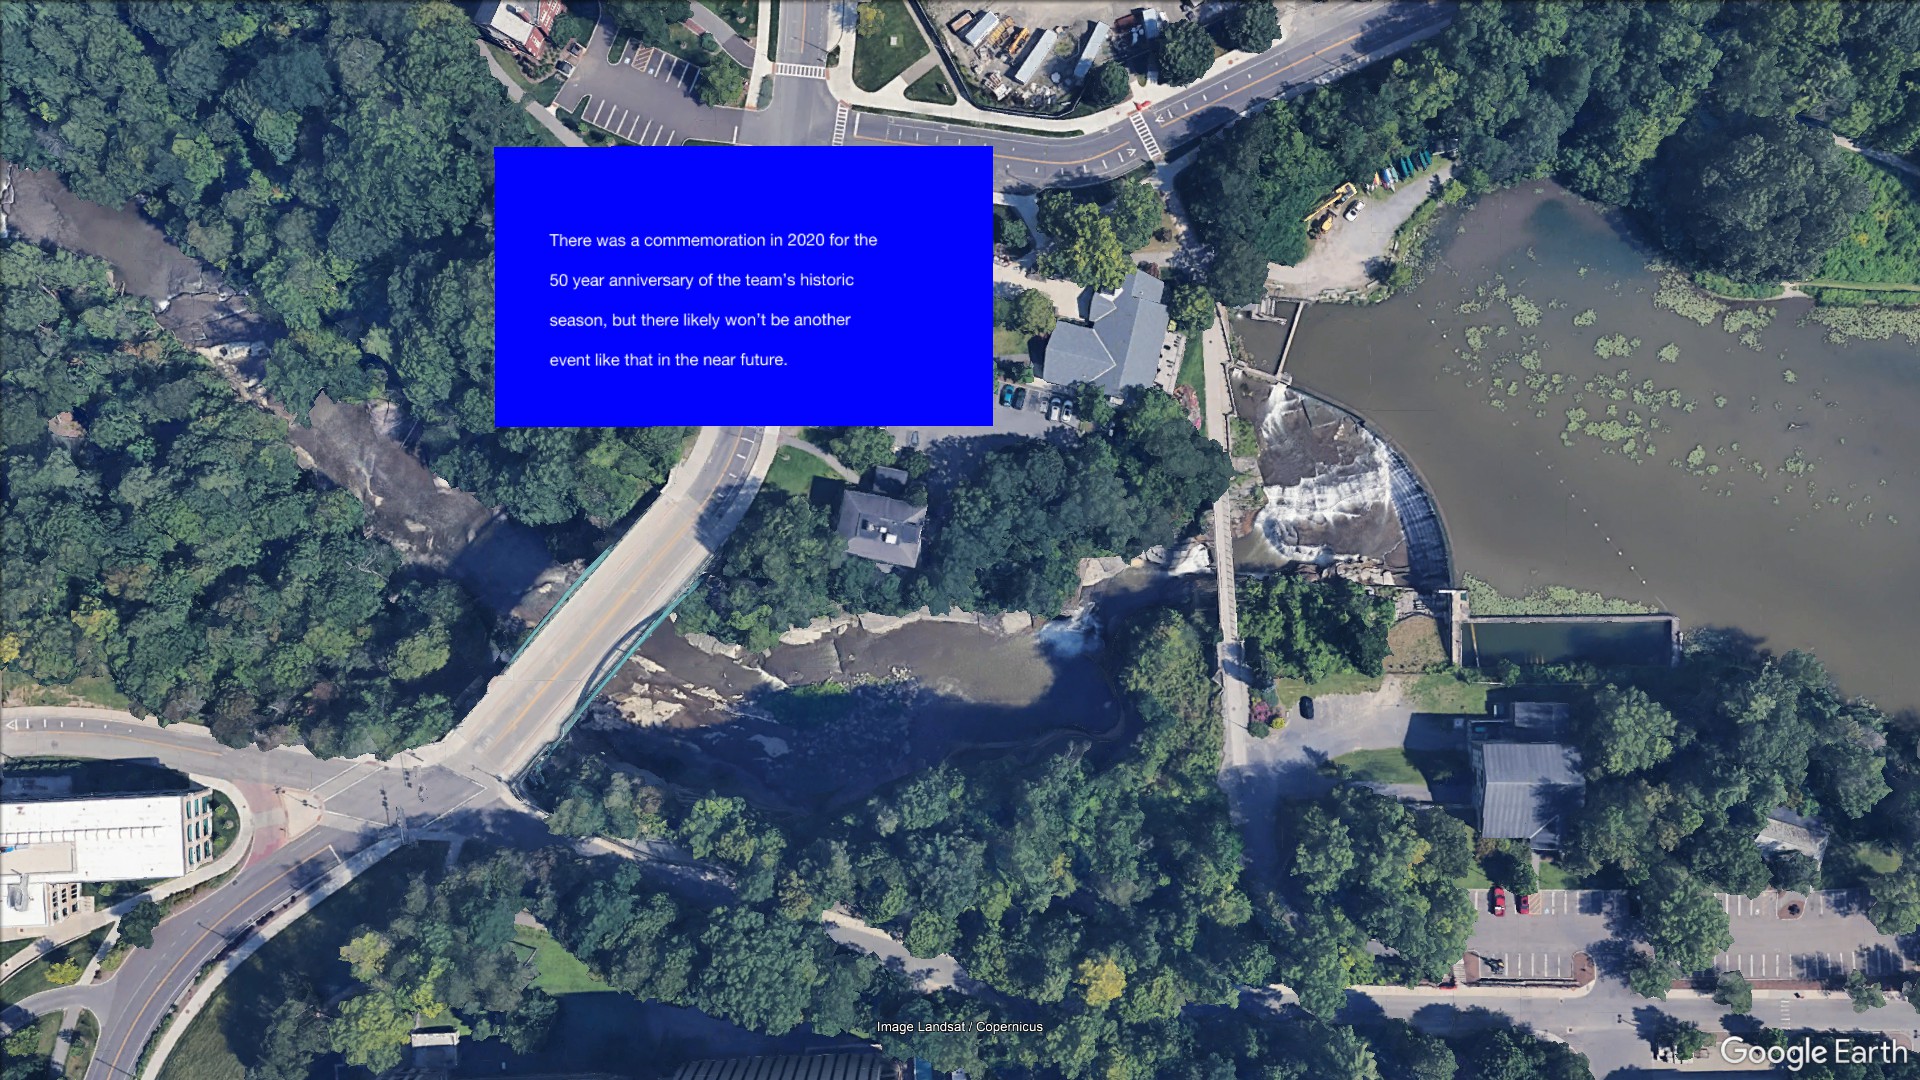 There was a commemoration in 2020 for the
50 year anniversary of the team's historic
season, but there likely won't be another
event like that in the near future.
Image Landsat / Copernicus
Google Earth